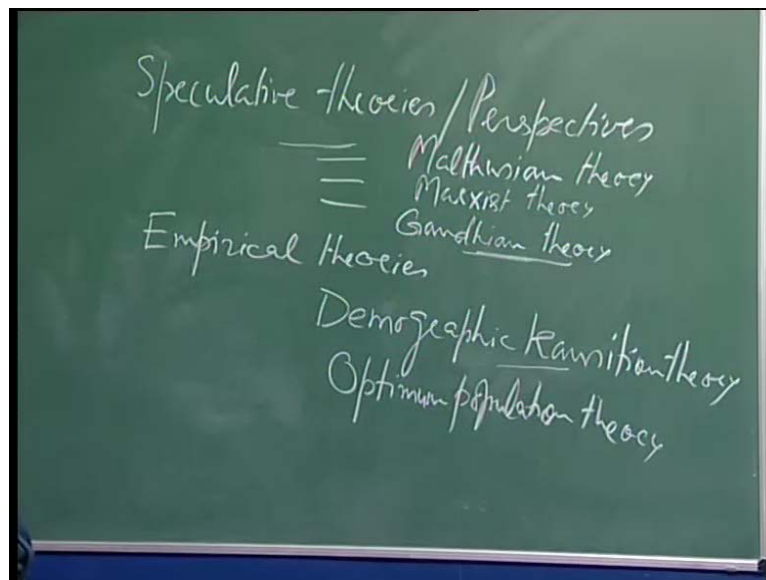 Speculative theories/Perspectives
Malthusian theory
Marxist theory
Gandhian theory
Empirical theories
Demographic transition theory
Optimum population theory